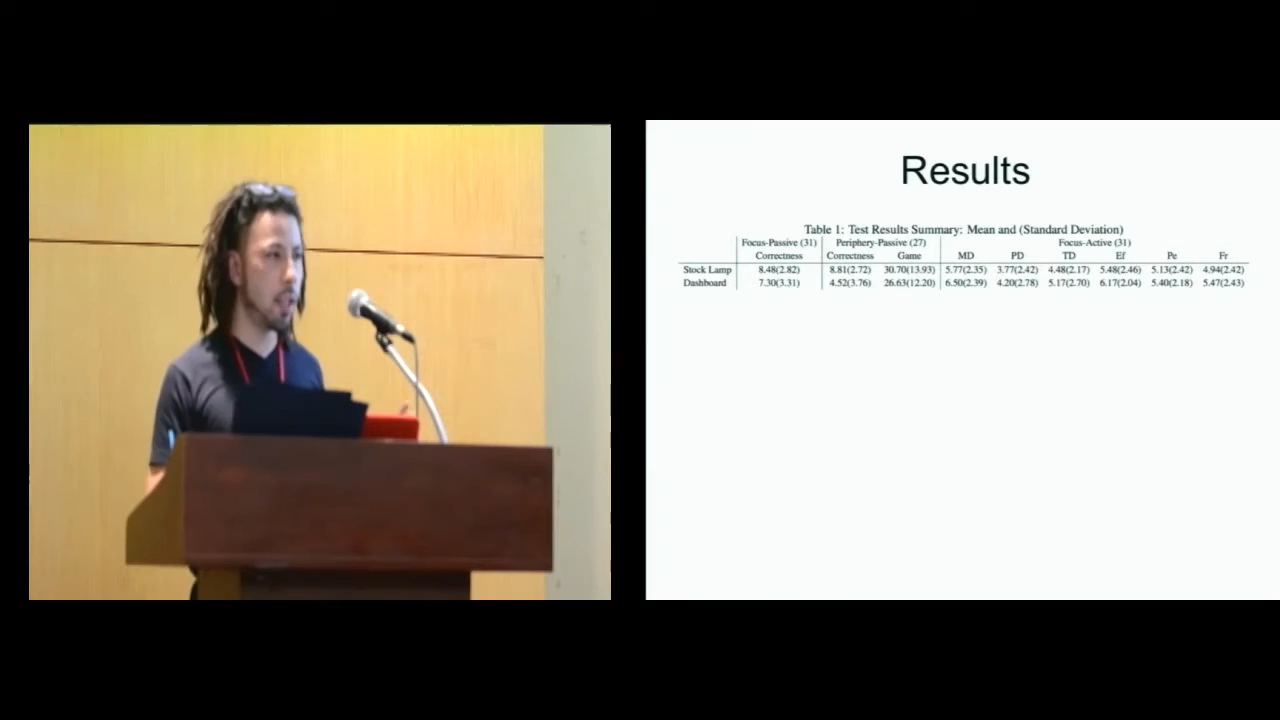 Results
Table 1: Test Results Summary: Mean and (Standard Deviation)
Focus-Passive (31) Periphery-Passive (27) Focus-Active (31)
Correctness Correctness Game MD PD TD Ef Pe Fr
Stock Lamp 8.48(2.82) 8.81(2.72) 30.70(13.93) 5.77(2.35) 3.77(2.42) 4.48(2.17) 5.48(2.46) 5.13(2.42) 4.94(2.42)
Dashboard 7.30(3.31) 4.52(3.76) 26.63(12.20) 6.50(2.39) 4.20(2.78) 5.17(2.70) 6.17(2.04) 5.40(2.18) 5.47(2.43)